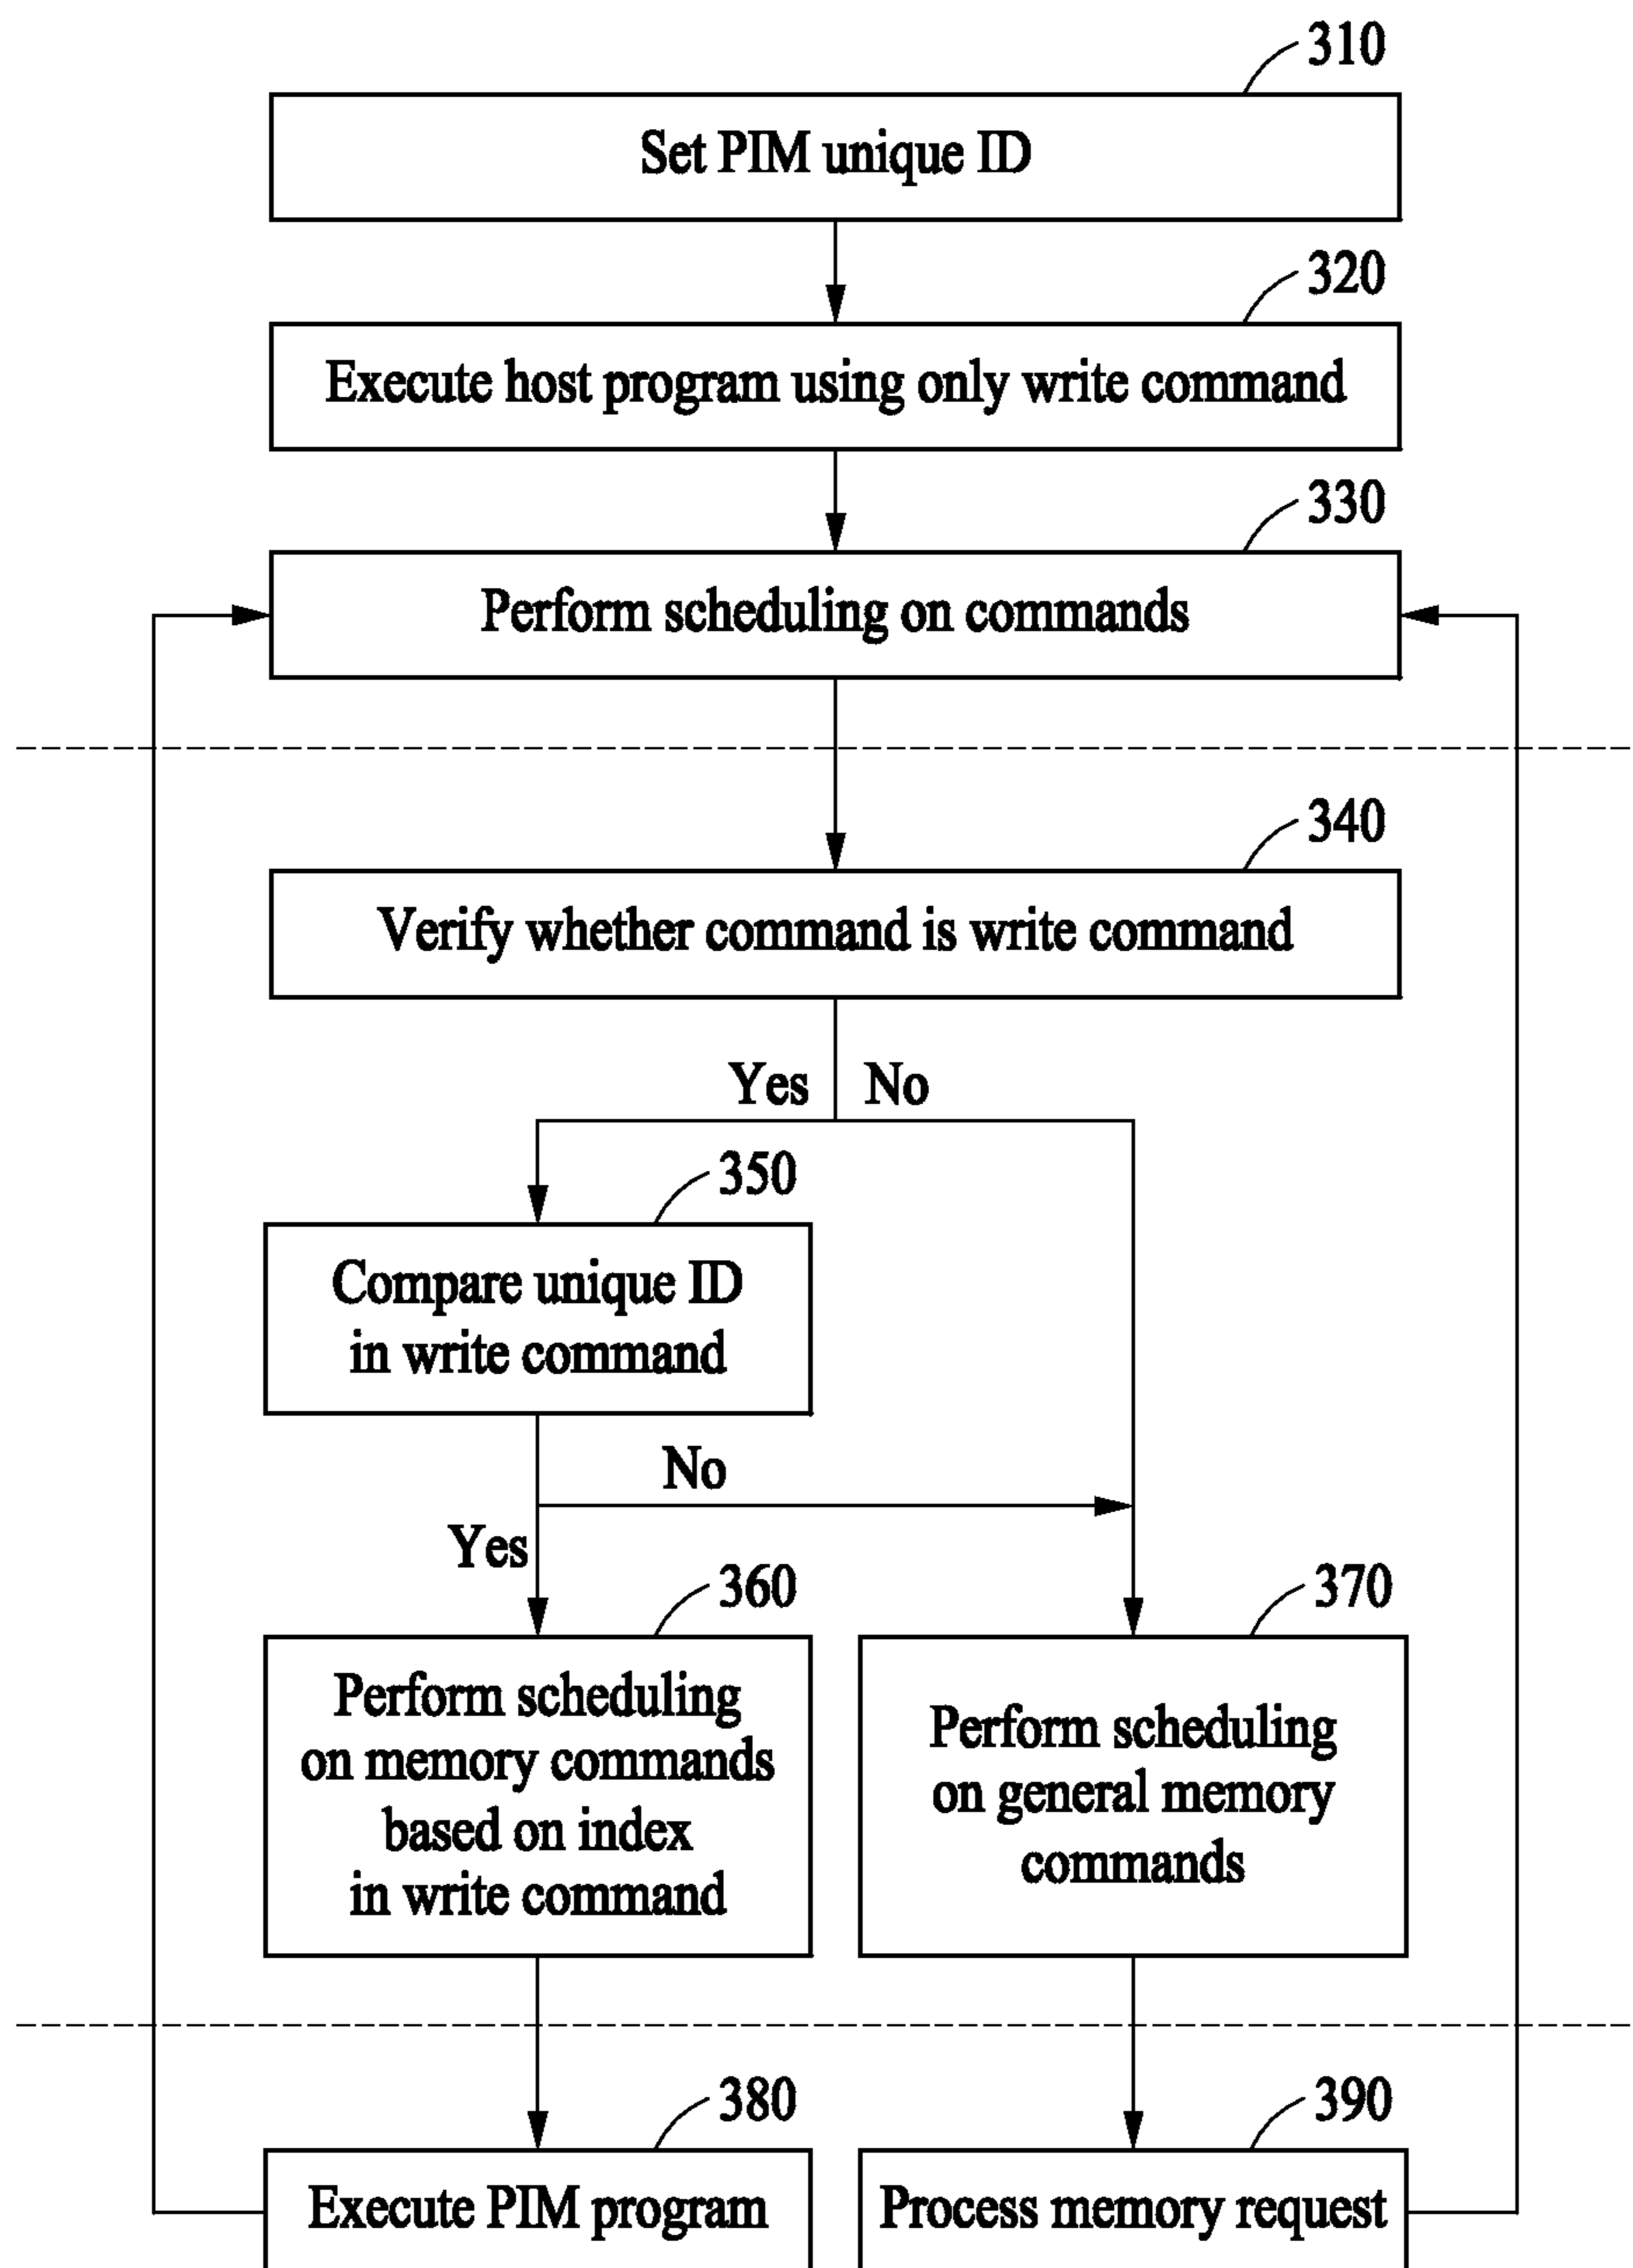 310
Set PIM unique ID
320
Execute host program using only write command
330
Perform scheduling on commands
340
Verify whether command is write command
Yes No
350
Compare unique ID
in write command
No
Yes
360
370
Perform scheduling
on memory commands
based on index
in write command
Perform scheduling
on general memory
commands
380
390
Execute PIM program
Process memory request